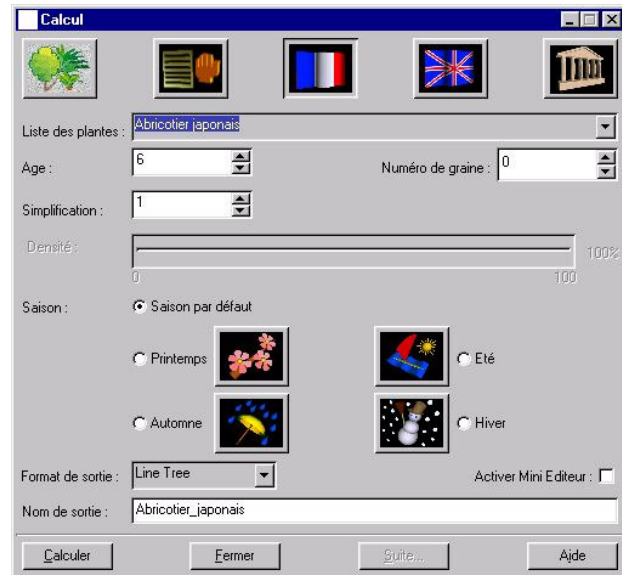 Calcul
Liste des plantes : Abricotier japonais
Age : 6 Numéro de graine : 0
Simplification : 1
Densité : 100%
0 100
Saison : Saison par défaut
Printemps Eté
Automne Hiver
Format de sortie : Line Tree Activer Mini Editeur :
Nom de sortie : Abricotier_japonais
Calculer Fermer Suite... Aide